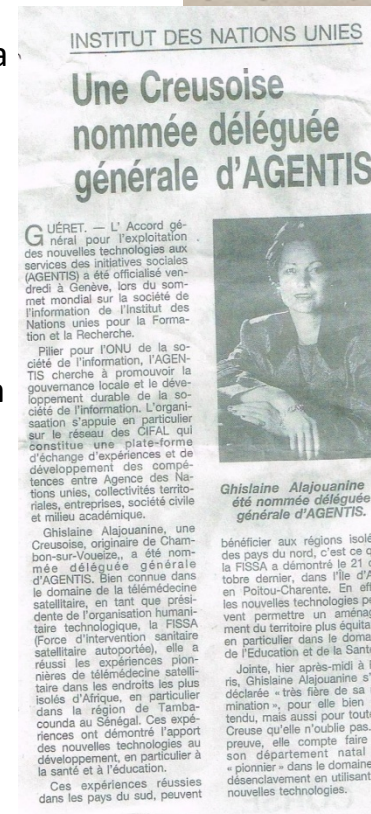 INSTITUT DES NATIONS UNIES
Une Creusoise
nommée déléguée
générale d'AGENTIS
GUÉRET. — L' Accord gé-
néral pour l'exploitation
des nouvelles technologies aux
services des initiatives sociales
(AGENTIS) a été officialisé ven-
dredi à Genève, lors du som-
met mondial sur la société de
l'information de l'Institut des
Nations unies pour la Forma-
tion et la Recherche.
Pilier pour l'ONU de la so-
ciété de l'information, l'AGEN-
TIS cherche à promouvoir la
gouvernance locale et le déve-
loppement durable de la so-
ciété de l'information. L'organi-
saation s'appuie en particulier
sur le réseau des CIFAL qui
constitue une plate-forme
d'échange d'expériences et de
développement des compé-
tences entre Agence des Na-
tions unies, collectivités territo-
riales, entreprises, société civile
et milieu académique.
Ghislaine Alajouanine, une
Creusoise, originaire de Cham-
bon-sur-Voueize,, a été nom-
mée déléguée générale
d'AGENTIS. Bien connue dans
le domaine de la télémédecine
satellitaire, en tant que prési-
dente de l'organisation humani-
taire technologique, la FISSA
(Force d'intervention sanitaire
satellitaire autoportée), elle a
réussi les expériences pion-
nières de télémédecine satelli-
taire dans les endroits les plus
isolés d'Afrique, en particulier
dans la région de Tamba-
counda au Sénégal. Ces expé-
riences ont démontré l'apport
des nouvelles technologies au
développement, en particulier à
la santé et à l'éducation.
Ces expériences réussies
dans les pays du sud, peuvent
Ghislaine Alajouanine
été nommée déléguée
générale d'AGENTIS.
bénéficier aux régions isolé
des pays du nord, c'est ce q
la FISSA a démontré le 21 o
tobre dernier, dans l'Île d'A
en Poitou-Charente. En eff
les nouvelles technologies pe
vent permettre un aménag
ment du territoire plus équita
en particulier dans le doma
de l'Education et de la Santé
Jointe, hier après-midi à
ris, Ghislaine Alajouanine s'
déclarée « très fière de sa
mination », pour elle bien
tendu, mais aussi pour toute
Creuse qu'elle n'oublie pas.
preuve, elle compte faire
son département natal
« pionnier » dans le domaine
désenclavement en utilisant
nouvelles technologies.